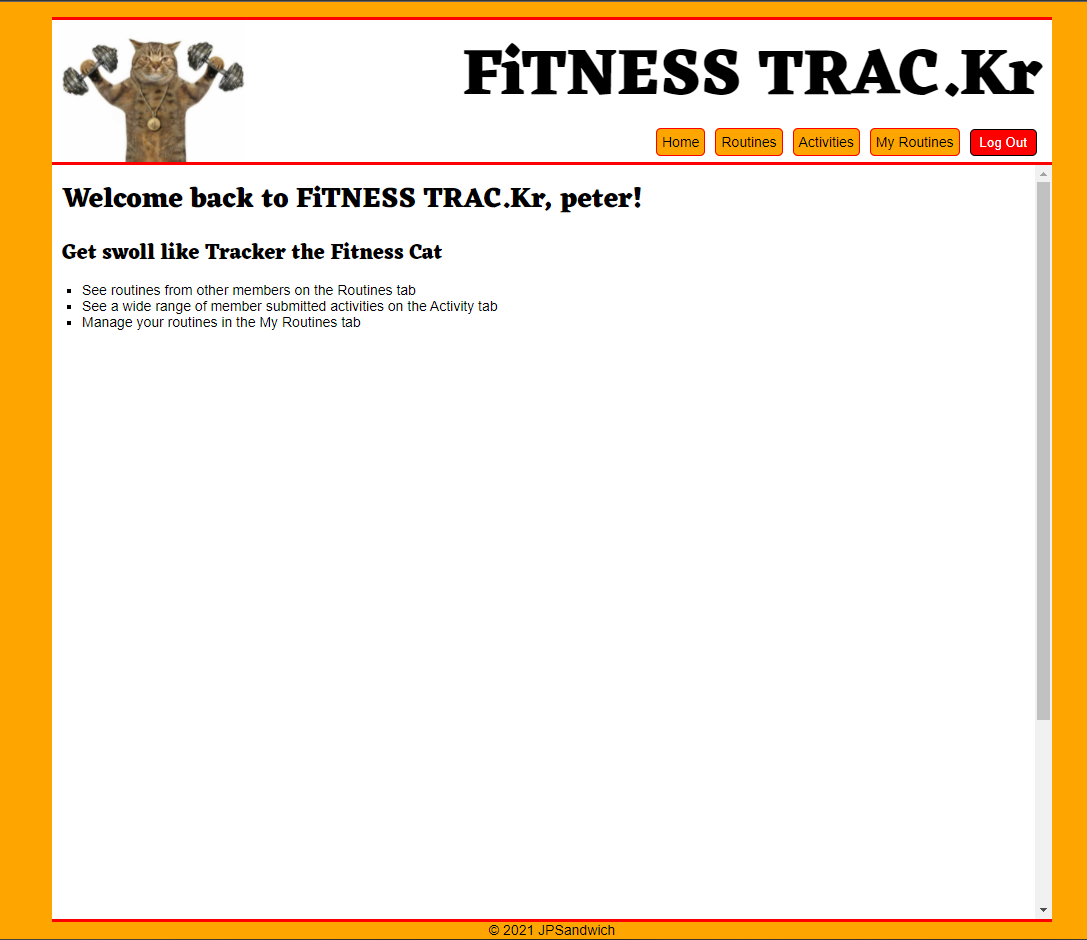 FiTNESS TRAC.Kr
Home Routines Activities My Routines Log Out
Welcome back to FiTNESS TRAC.Kr, peter!
Get swoll like Tracker the Fitness Cat
See routines from other members on the Routines tab
See a wide range of member submitted activities on the Activity tab
Manage your routines in the My Routines tab
© 2021 JPSandwich